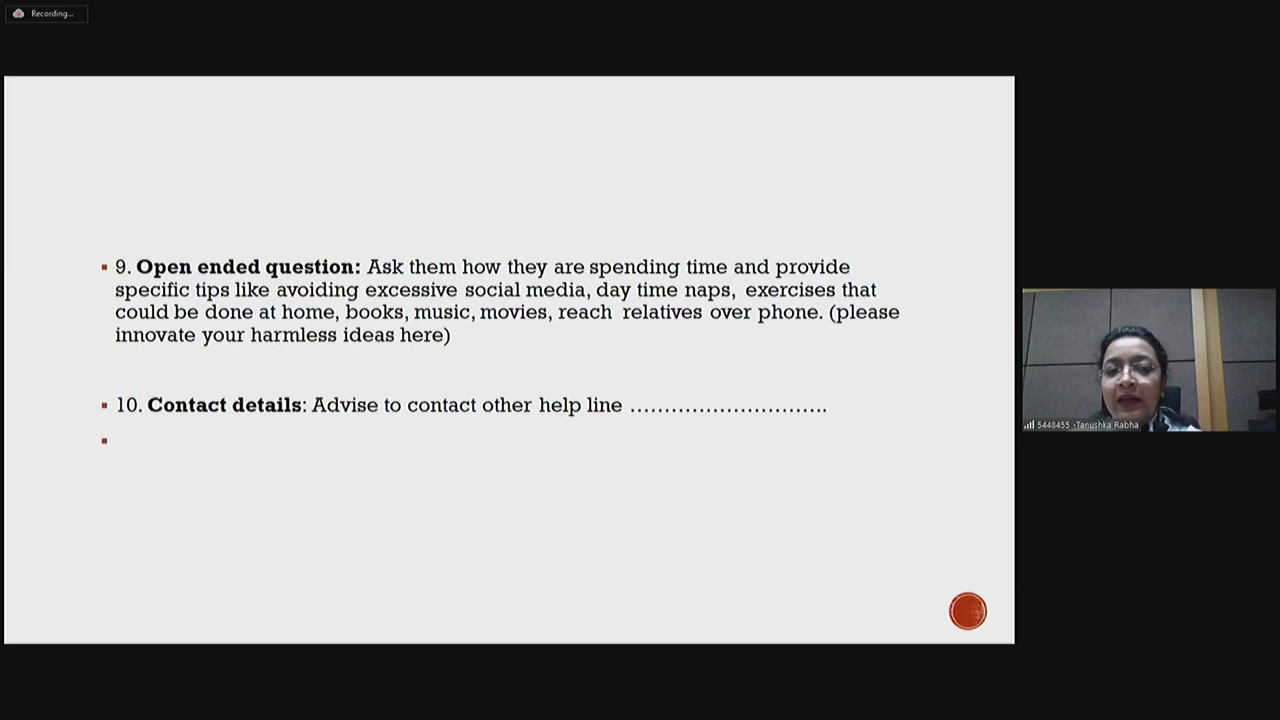 Recording...
9. Open ended question: Ask them how they are spending time and provide
specific tips like avoiding excessive social media, day time naps, exercises that
could be done at home, books, music, movies, reach relatives over phone. (please
innovate your harmless ideas here)
10. Contact details: Advise to contact other help line ................................
5448455 -Tanushka Rabha